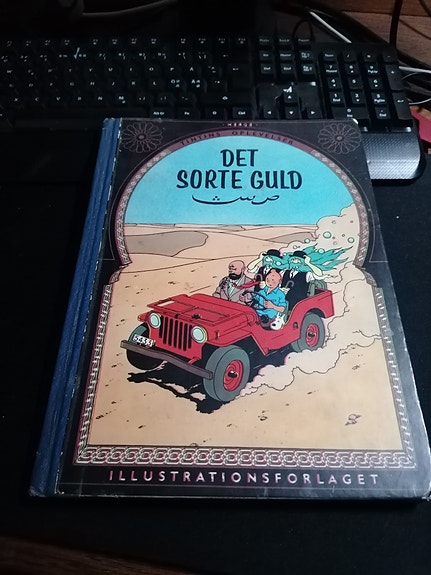 HERGÉ
TINTINS OPLEVELSER
DET
SORTE GULD
ILLUSTRATIONSFORLAGET